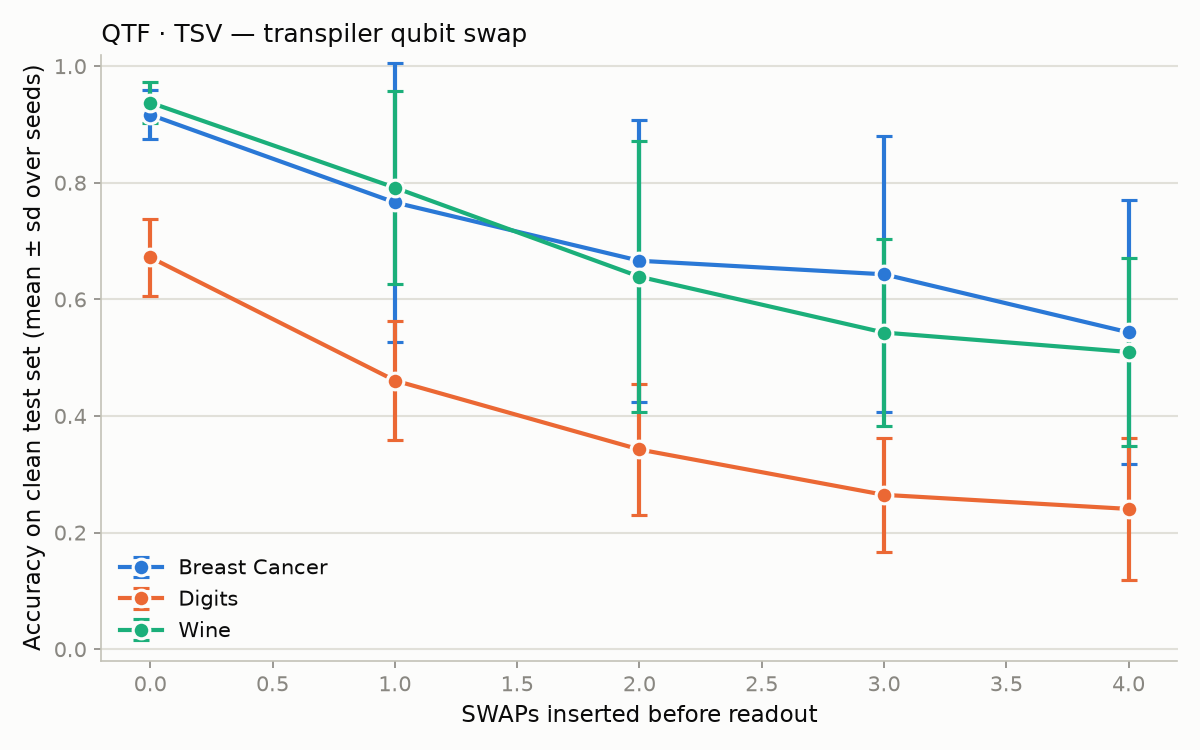 QTF · TSV — transpiler qubit swap
Accuracy on clean test set (mean ± sd over seeds)
1.0
0.8
0.6
0.4
0.2
0.0
Breast Cancer
Digits
Wine
0.0 0.5 1.0 1.5 2.0 2.5 3.0 3.5 4.0
SWAPs inserted before readout